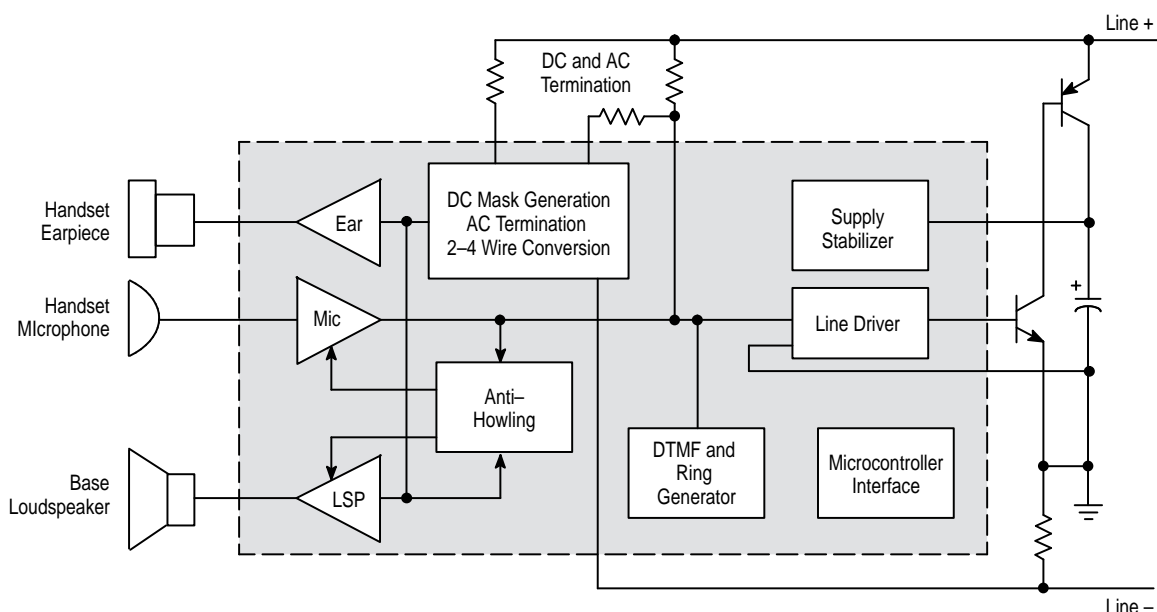 Line +
DC and AC
Termination
Handset
Earpiece
Ear
DC Mask Generation
AC Termination
2–4 Wire Conversion
Supply
Stabilizer
+
Handset
MIcrophone
Mic
Line Driver
Anti–
Howling
Base
Loudspeaker
LSP
DTMF and
Ring
Generator
Microcontroller
Interface
Line –